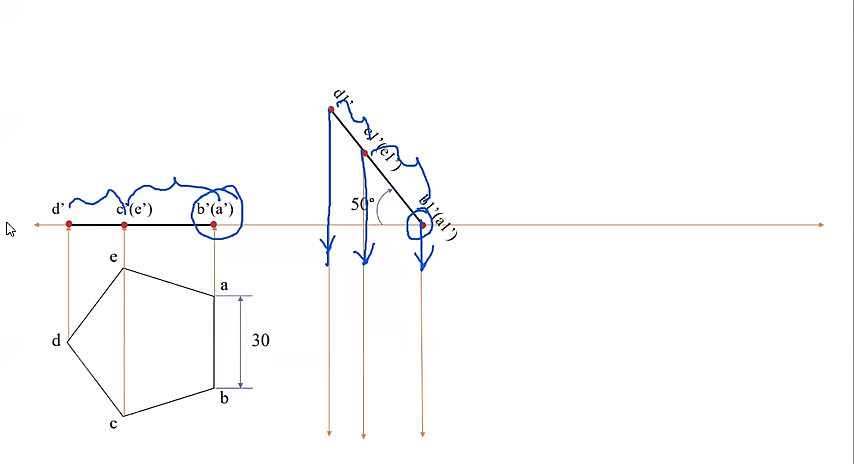 d1'
c1'(e1')
d'
c'(e')
b'(a')
50°
b1'(a1')
e
a
d
30
b
c